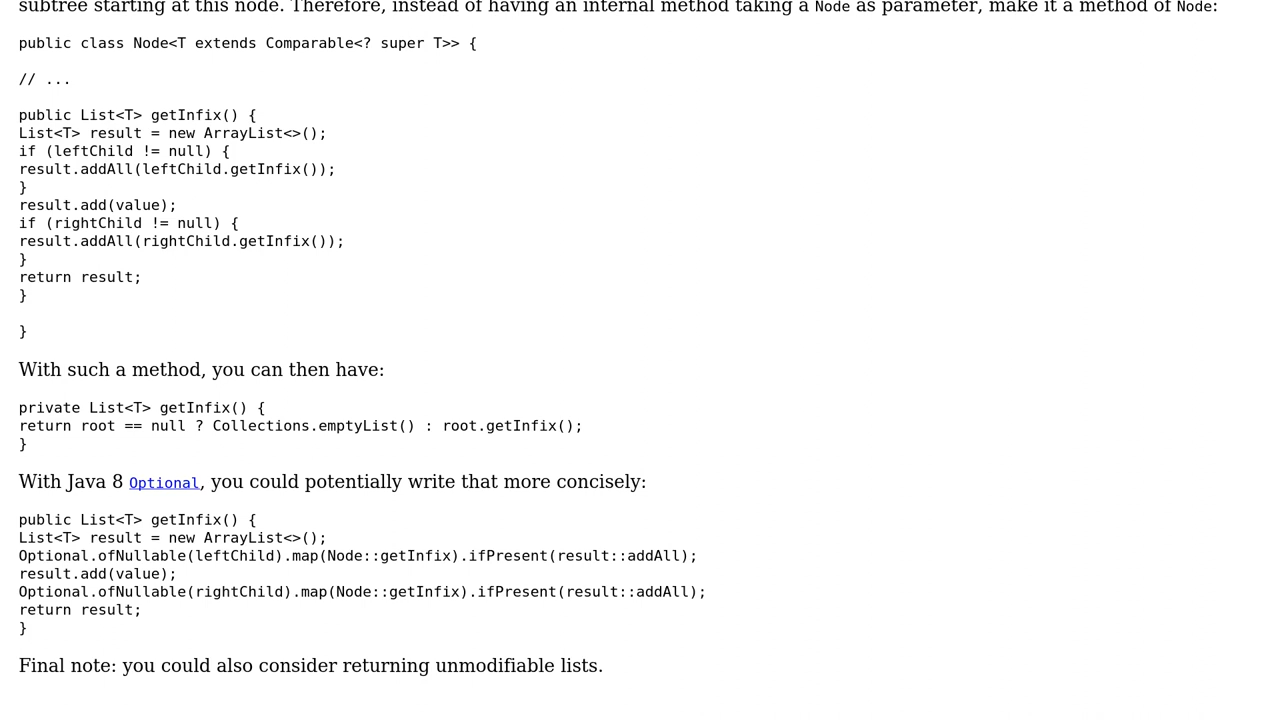 subtree starting at this node. Therefore, instead of having an internal method taking a Node as parameter, make it a method of Node:
public class Node<T extends Comparable<? super T>> {
// ...
public List<T> getInfix() {
List<T> result = new ArrayList<>();
if (leftChild != null) {
result.addAll(leftChild.getInfix());
}
result.add(value);
if (rightChild != null) {
result.addAll(rightChild.getInfix());
}
return result;
}
}
With such a method, you can then have:
private List<T> getInfix() {
return root == null ? Collections.emptyList() : root.getInfix();
}
With Java 8 Optional, you could potentially write that more concisely:
public List<T> getInfix() {
List<T> result = new ArrayList<>();
Optional.ofNullable(leftChild).map(Node::getInfix).ifPresent(result::addAll);
result.add(value);
Optional.ofNullable(rightChild).map(Node::getInfix).ifPresent(result::addAll);
return result;
}
Final note: you could also consider returning unmodifiable lists.